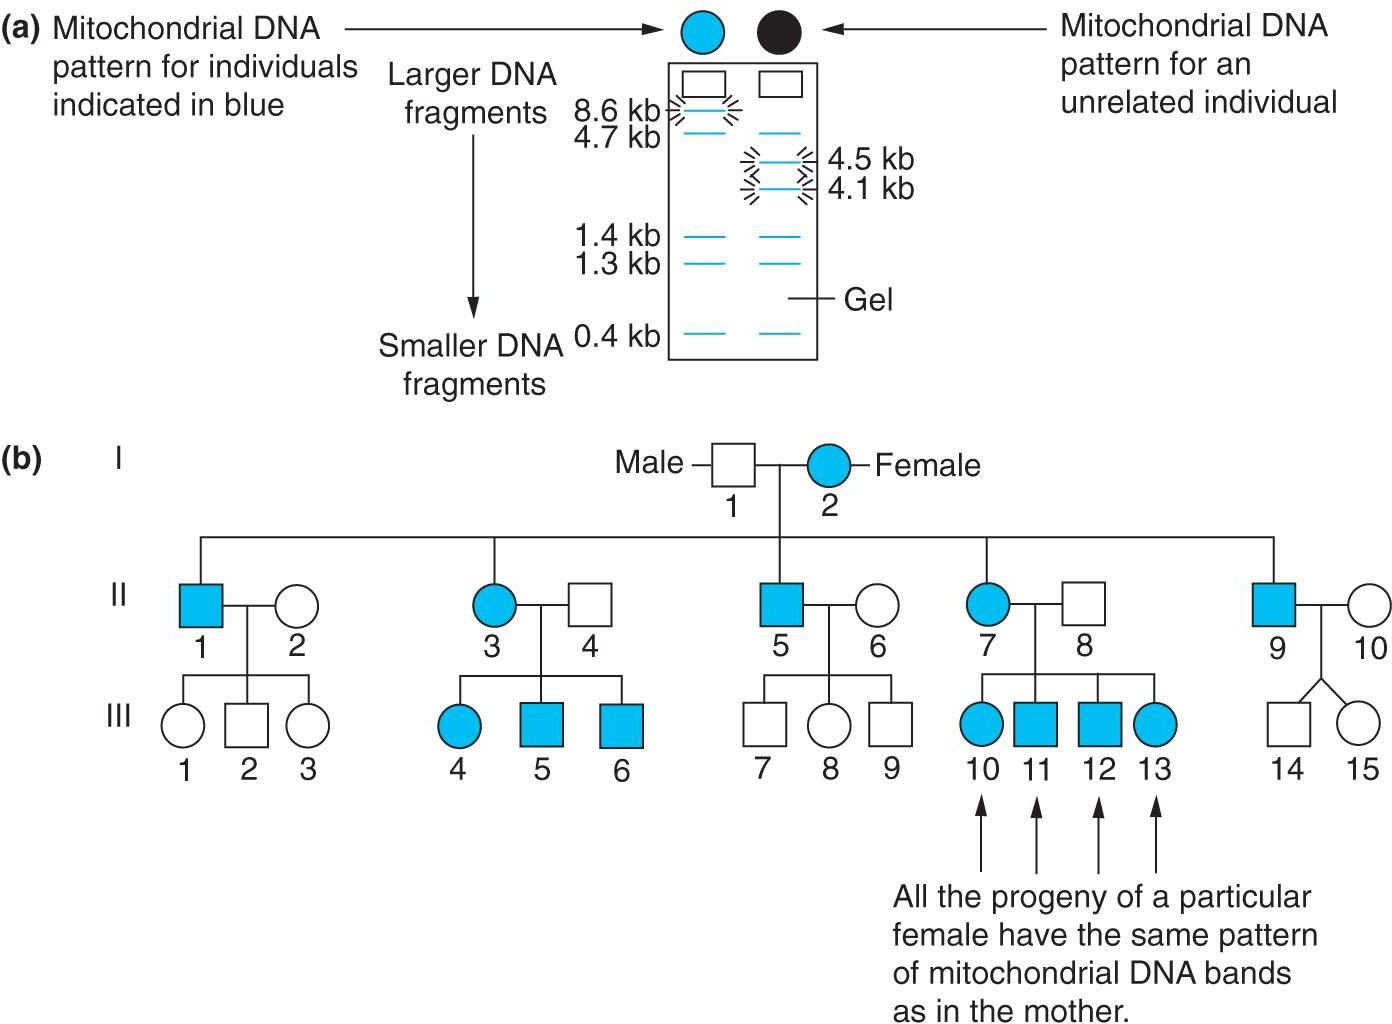 (a) Mitochondrial DNA
pattern for individuals
indicated in blue
Larger DNA
fragments
Smaller DNA
fragments
8.6 kb
4.7 kb
1.4 kb
1.3 kb
0.4 kb
4.5 kb
4.1 kb
Gel
Mitochondrial DNA
pattern for an
unrelated individual
(b)
I
Male
Female
1 2
II
1 2 3 4 5 6 7 8 9 10
III
1 2 3 4 5 6 7 8 9 10 11 12 13 14 15
All the progeny of a particular
female have the same pattern
of mitochondrial DNA bands
as in the mother.